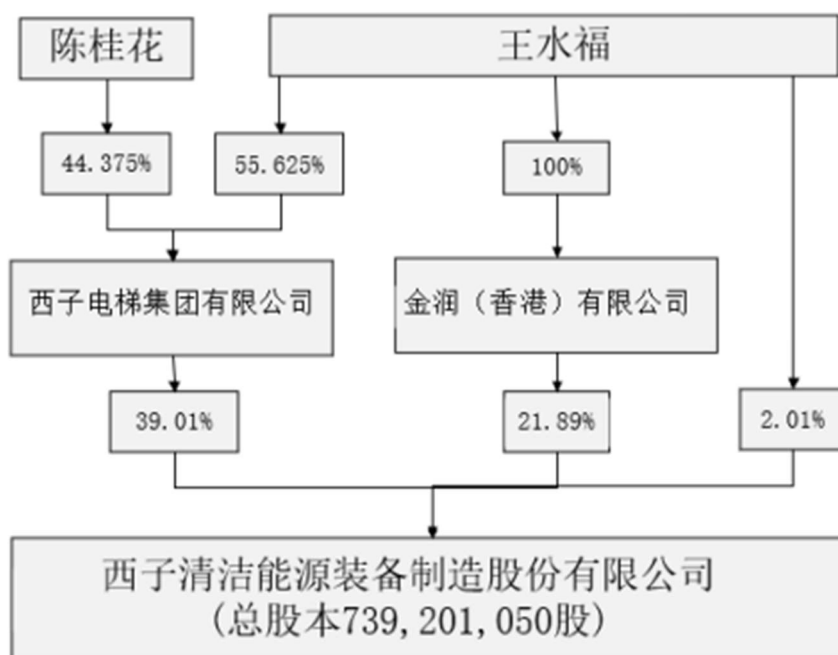 陈桂花
王水福
44.375%
55.625%
100%
西子电梯集团有限公司
金润（香港）有限公司
39.01%
21.89%
2.01%
西子清洁能源装备制造股份有限公司
(总股本739,201,050股)